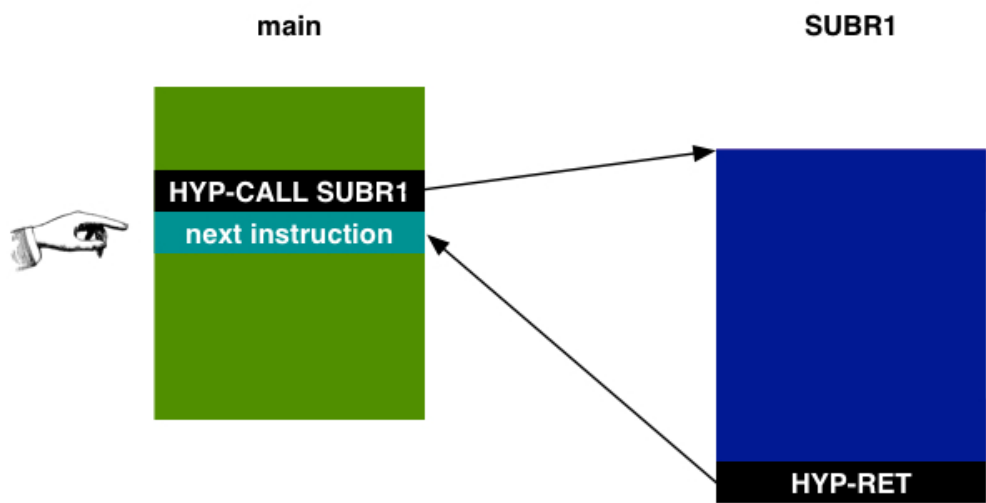 main
SUBR1
HYP-CALL SUBR1
next instruction
HYP-RET